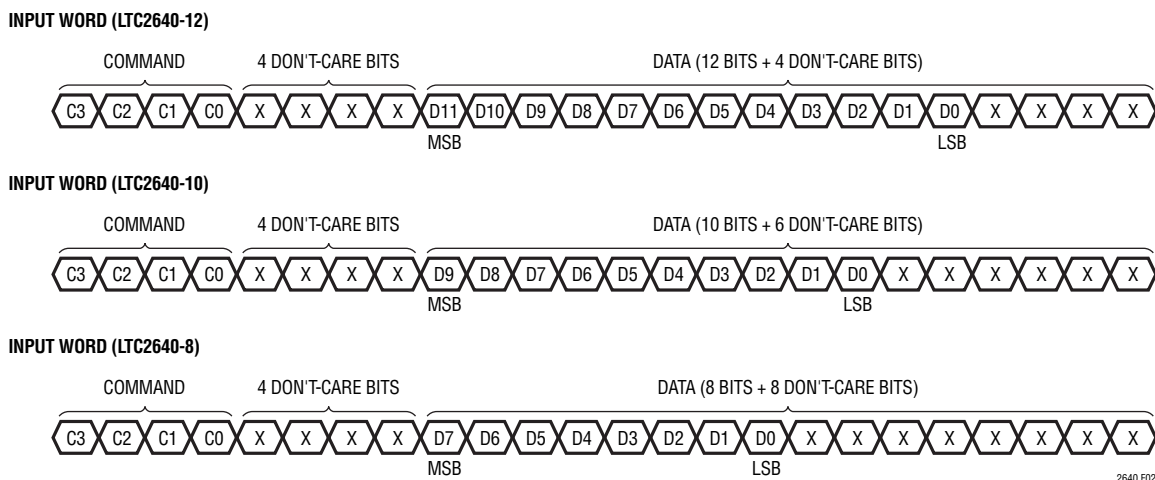 INPUT WORD (LTC2640-12)
COMMAND 4 DON'T-CARE BITS DATA (12 BITS + 4 DON'T-CARE BITS)
C3 C2 C1 C0 X X X X D11 D10 D9 D8 D7 D6 D5 D4 D3 D2 D1 D0 X X X X
MSB LSB
INPUT WORD (LTC2640-10)
COMMAND 4 DON'T-CARE BITS DATA (10 BITS + 6 DON'T-CARE BITS)
C3 C2 C1 C0 X X X X D9 D8 D7 D6 D5 D4 D3 D2 D1 D0 X X X X X X
MSB LSB
INPUT WORD (LTC2640-8)
COMMAND 4 DON'T-CARE BITS DATA (8 BITS + 8 DON'T-CARE BITS)
C3 C2 C1 C0 X X X X D7 D6 D5 D4 D3 D2 D1 D0 X X X X X X X X
MSB LSB
2640 F02